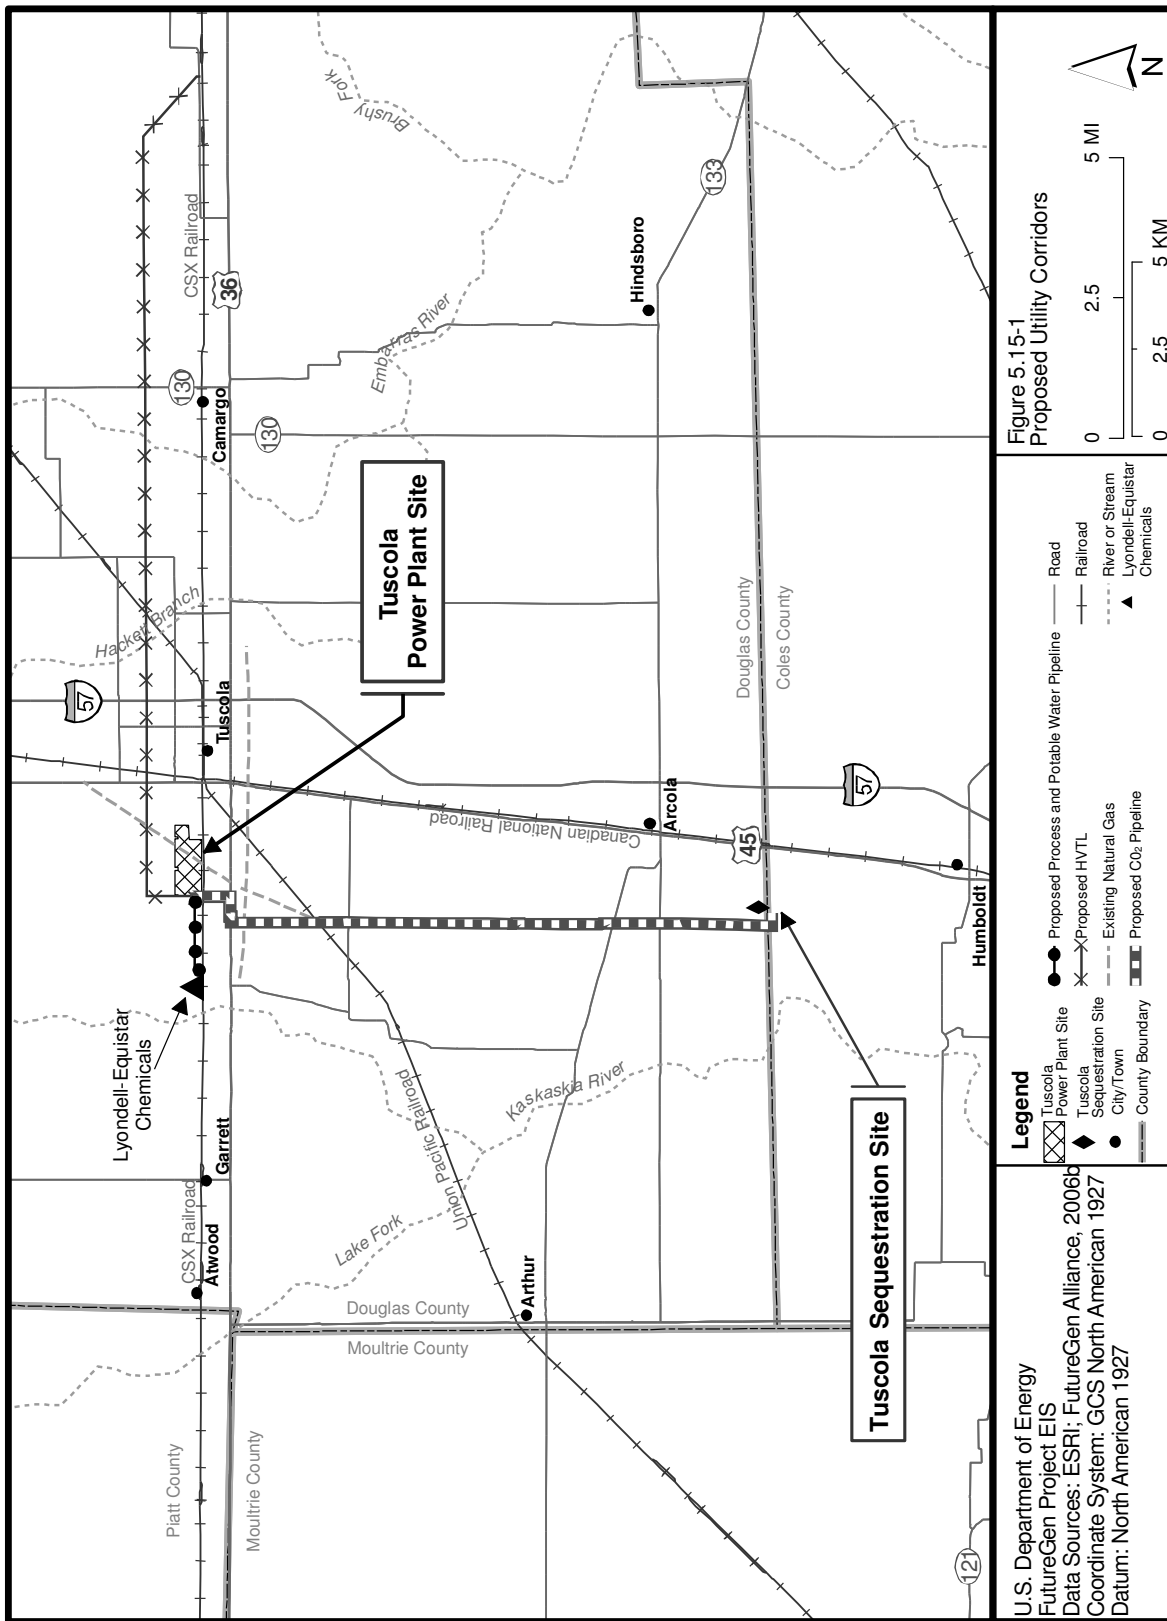 Piatt County
Moultrie County
Atwood
CSX Railroad
Garrett
Lyondell-Equistar
Chemicals
Tuscola
57
Hackett Branch
Camargo
130
130
CSX Railroad
36
Brushy
Fork
Tuscola
Power Plant Site
Embarras River
Lake Fork
Union Pacific Railroad
Kaskaskia River
Canadian National Railroad
Douglas County
Moultrie County
Arthur
Arcola
Hindsboro
133
45
57
Douglas County
Coles County
Tuscola Sequestration Site
Humboldt
121
U.S. Department of Energy
FutureGen Project EIS
Data Sources: ESRI; FutureGen Alliance, 2006b
Coordinate System: GCS North American 1927
Datum: North American 1927
Legend
Tuscola
Power Plant Site
Tuscola
Sequestration Site
City/Town
County Boundary
Proposed Process and Potable Water Pipeline
Proposed HVTL
Existing Natural Gas
Proposed C0₂ Pipeline
Road
Railroad
River or Stream
Lyondell-Equistar
Chemicals
Figure 5.15-1
Proposed Utility Corridors
0 2.5 5 MI
0 2.5 5 KM
N